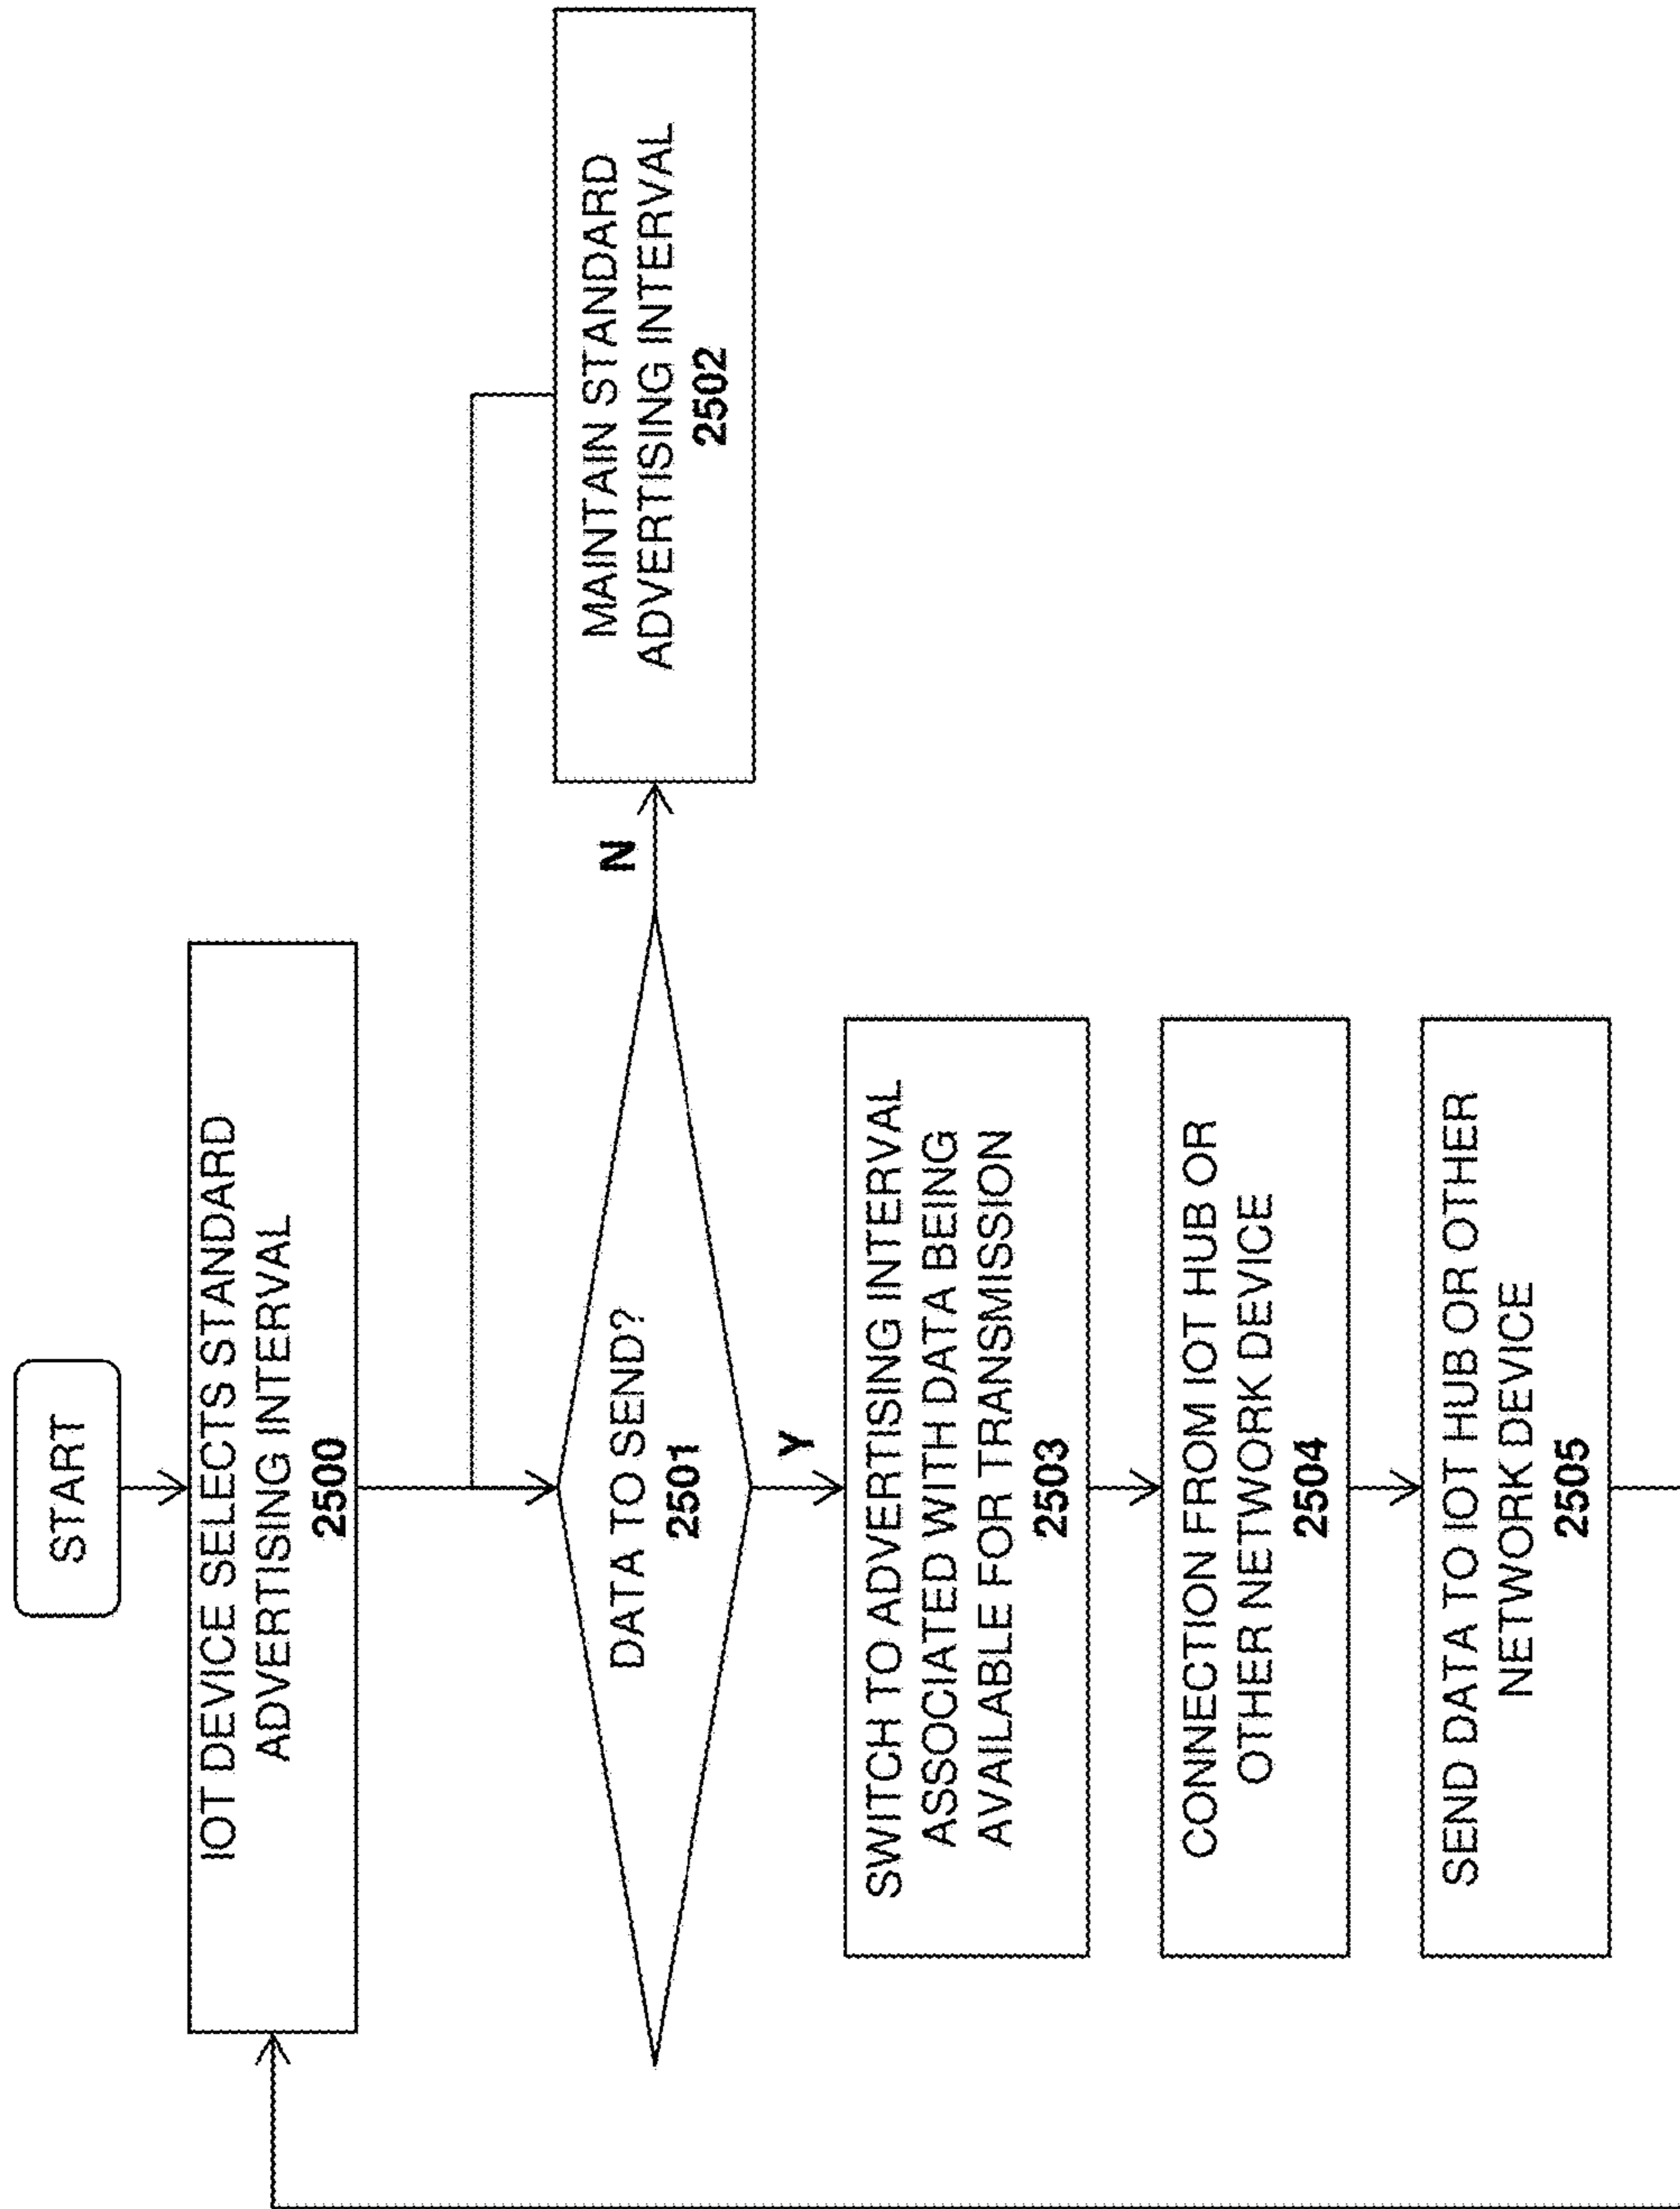 START
IOT DEVICE SELECTS STANDARD
ADVERTISING INTERVAL
2500
DATA TO SEND?
2501
N
MAINTAIN STANDARD
ADVERTISING INTERVAL
2502
Y
SWITCH TO ADVERTISING INTERVAL
ASSOCIATED WITH DATA BEING
AVAILABLE FOR TRANSMISSION
2503
CONNECTION FROM IOT HUB OR
OTHER NETWORK DEVICE
2504
SEND DATA TO IOT HUB OR OTHER
NETWORK DEVICE
2505